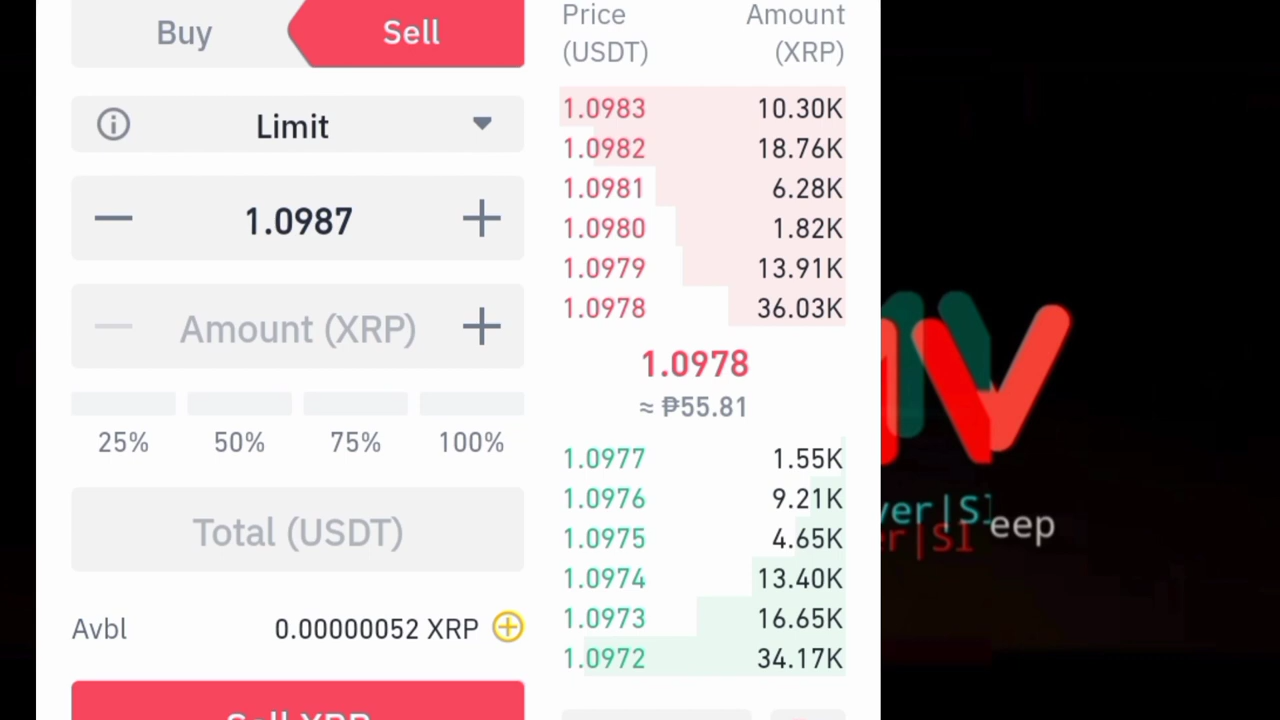 Buy
Sell
Limit
1.0987
Amount (XRP)
25% 50% 75% 100%
Total (USDT)
Avbl 0.00000052 XRP
Sell XRP
Price Amount
(USDT) (XRP)
1.0983 10.30K
1.0982 18.76K
1.0981 6.28K
1.0980 1.82K
1.0979 13.91K
1.0978 36.03K
1.0978
≈ ₱55.81
1.0977 1.55K
1.0976 9.21K
1.0975 4.65K
1.0974 13.40K
1.0973 16.65K
1.0972 34.17K
eep